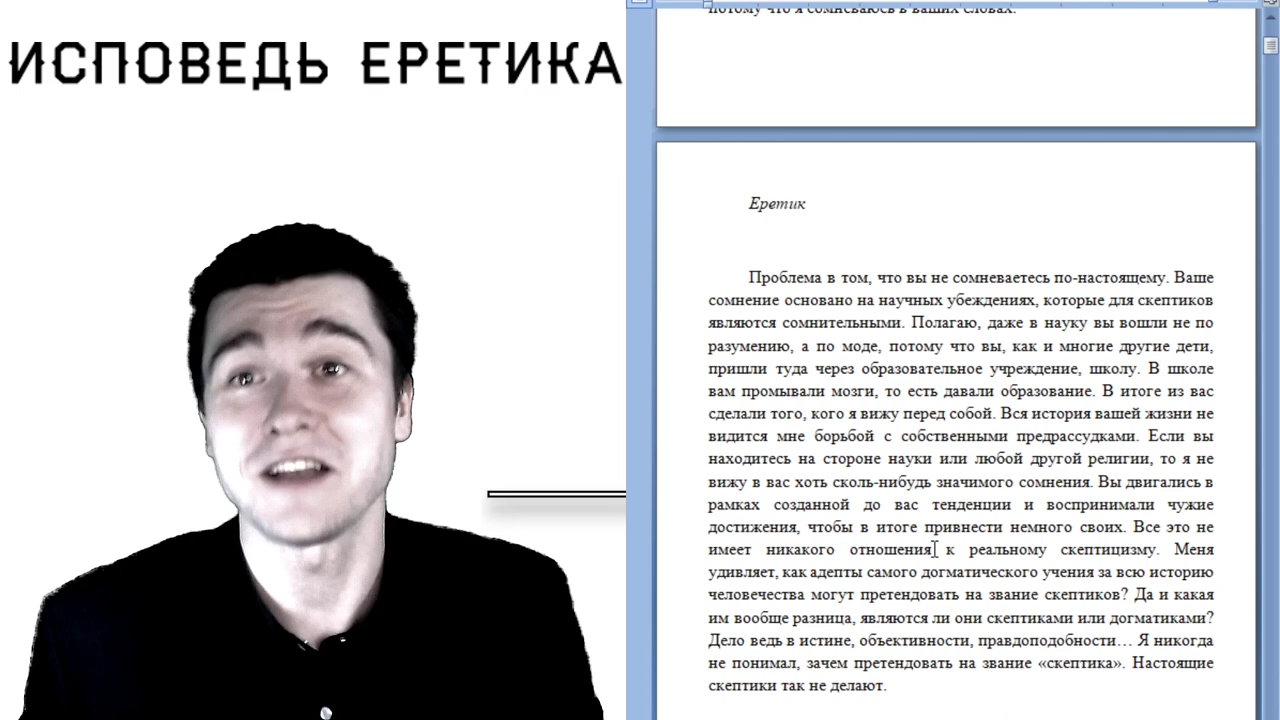 ИСПОВЕДЬ ЕРЕТИКА
потому что я сомневаюсь в ваших словах.
Еретик
Проблема в том, что вы не сомневаетесь по-настоящему. Ваше
сомнение основано на научных убеждениях, которые для скептиков
являются сомнительными. Полагаю, даже в науку вы вошли не по
разумению, а по моде, потому что вы, как и многие другие дети,
пришли туда через образовательное учреждение, школу. В школе
вам промывали мозги, то есть давали образование. В итоге из вас
сделали того, кого я вижу перед собой. Вся история вашей жизни не
видится мне борьбой с собственными предрассудками. Если вы
находитесь на стороне науки или любой другой религии, то я не
вижу в вас хоть сколь-нибудь значимого сомнения. Вы двигались в
рамках созданной до вас тенденции и воспринимали чужие
достижения, чтобы в итоге привнести немного своих. Все это не
имеет никакого отношения к реальному скептицизму. Меня
удивляет, как адепты самого догматического учения за всю историю
человечества могут претендовать на звание скептиков? Да и какая
им вообще разница, являются ли они скептиками или догматиками?
Дело ведь в истине, объективности, правдоподобности… Я никогда
не понимал, зачем претендовать на звание «скептика». Настоящие
скептики так не делают.